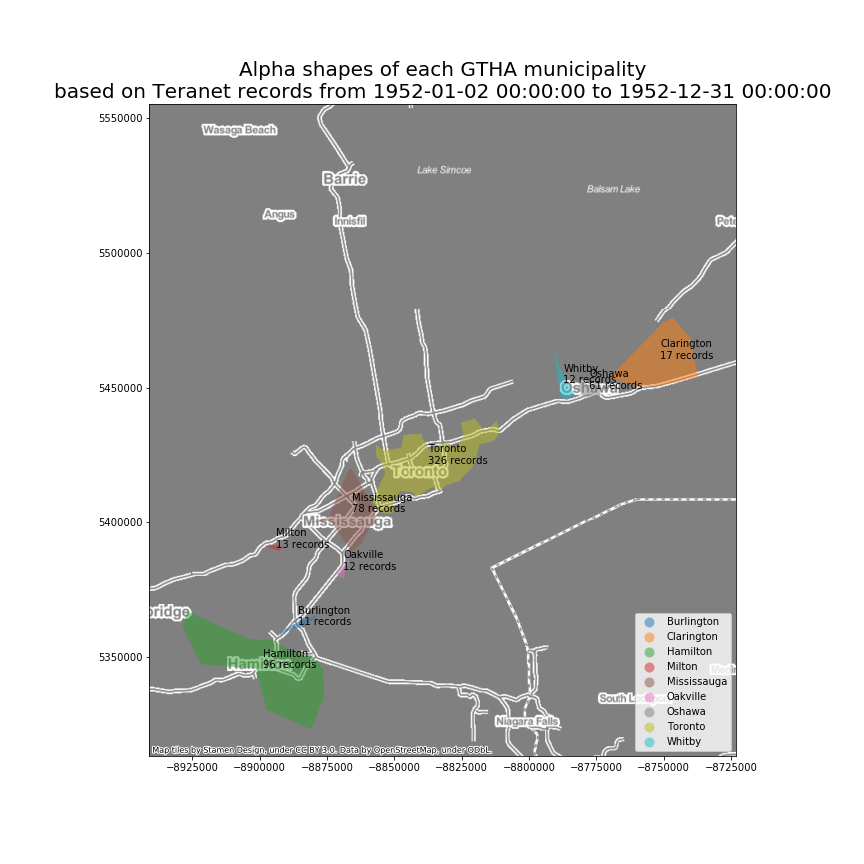 Alpha shapes of each GTHA municipality
based on Teranet records from 1952-01-02 00:00:00 to 1952-12-31 00:00:00
5550000
5500000
5450000
5400000
5350000
Wasaga Beach
Barrie
Lake Simcoe
Balsam Lake
Angus
Innisfil
Pete
Clarington
17 records
Whitby
12 records
Oshawa
61 records
Oshawa
Toronto
326 records
Toronto
Mississauga
78 records
Mississauga
Milton
13 records
Oakville
12 records
Burlington
11 records
bridge
Hamilton
96 records
Niagara Falls
Burlington
Clarington
Hamilton
Milton
Mississauga
Oakville
Oshawa
Toronto
Whitby
Map tiles by Stamen Design, under CC BY 3.0. Data by OpenStreetMap, under ODbL.
−8925000 −8900000 −8875000 −8850000 −8825000 −8800000 −8775000 −8750000 −8725000